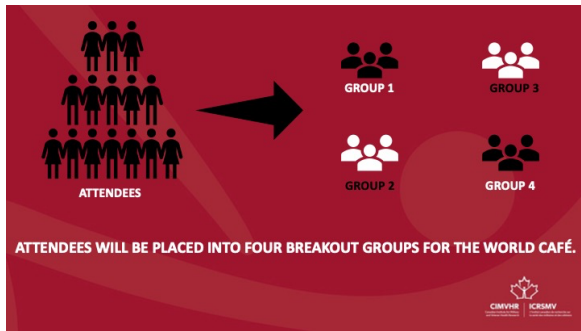 ATTENDEES
GROUP 1
GROUP 3
GROUP 2
GROUP 4
ATTENDEES WILL BE PLACED INTO FOUR BREAKOUT GROUPS FOR THE WORLD CAFÉ.
CIMVHR ICRSMV